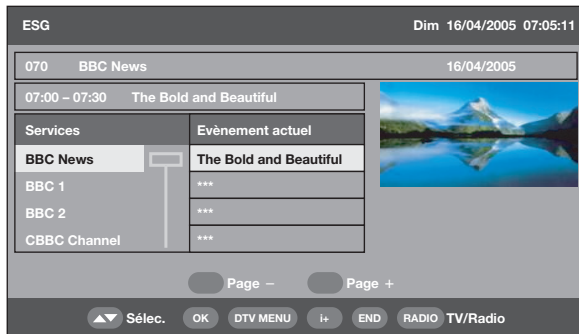 ESG Dim 16/04/2005 07:05:11
070 BBC News 16/04/2005
07:00 – 07:30 The Bold and Beautiful
Services Evènement actuel
BBC News The Bold and Beautiful
BBC 1 ***
BBC 2 ***
CBBC Channel ***
Page − Page +
Sélec. OK DTV MENU i+ END RADIO TV/Radio